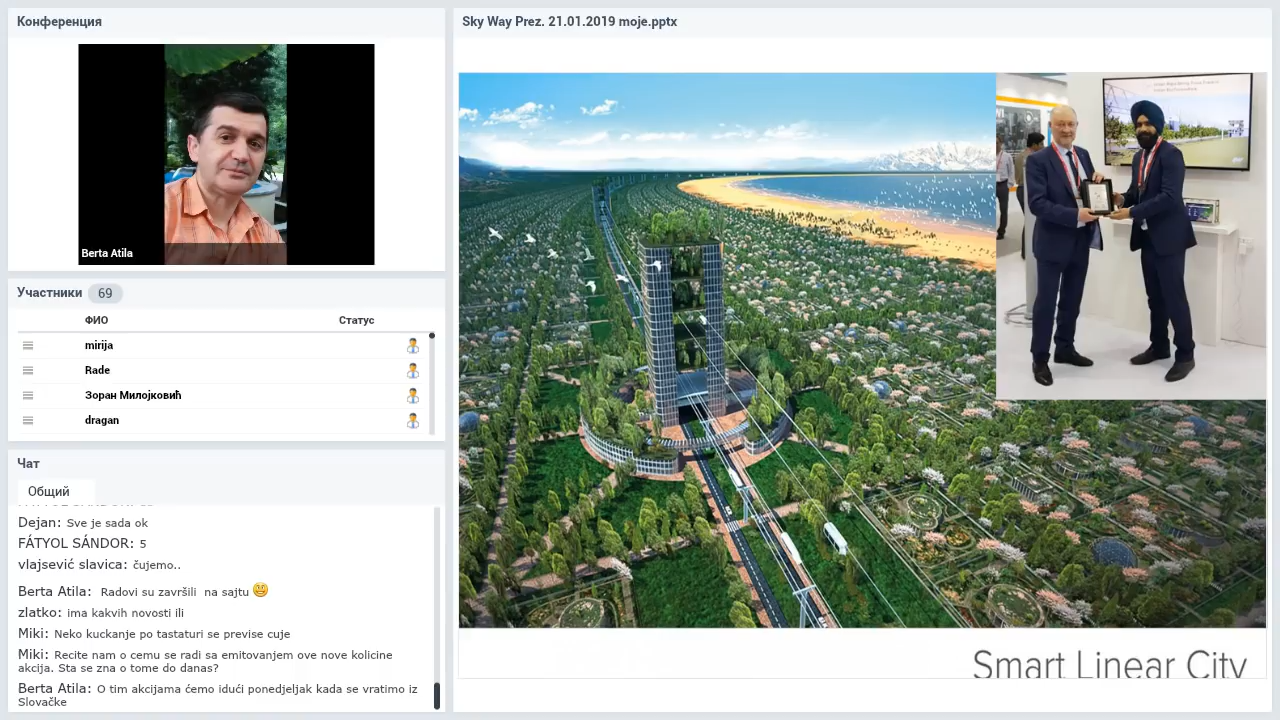 Конференция
Berta Atila
Участники 69
ФИО Статус
mirija
Rade
Зоран Милојковић
dragan
Чат
Общий
Dejan: Sve je sada ok
FÁTYOL SÁNDOR: 5
vlajsević slavica: čujemo..
Berta Atila: Radovi su završili na sajtu
zlatko: ima kakvih novosti ili
Miki: Neko kuckanje po tastaturi se previse cuje
Miki: Recite nam o cemu se radi sa emitovanjem ove nove kolicine
akcija. Sta se zna o tome do danas?
Berta Atila: O tim akcijama ćemo idući ponedjeljak kada se vratimo iz
Slovačke
Sky Way Prez. 21.01.2019 moje.pptx
Smart Linear City